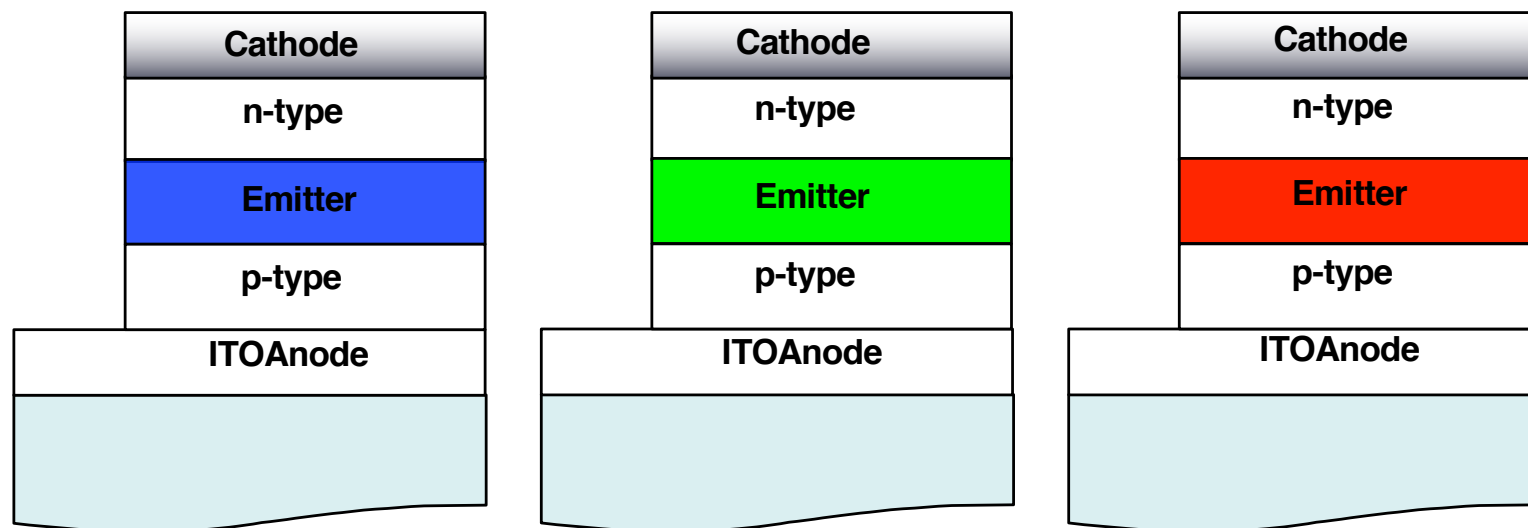 Cathode
n-type
Emitter
p-type
ITOAnode
Cathode
n-type
Emitter
p-type
ITOAnode
Cathode
n-type
Emitter
p-type
ITOAnode